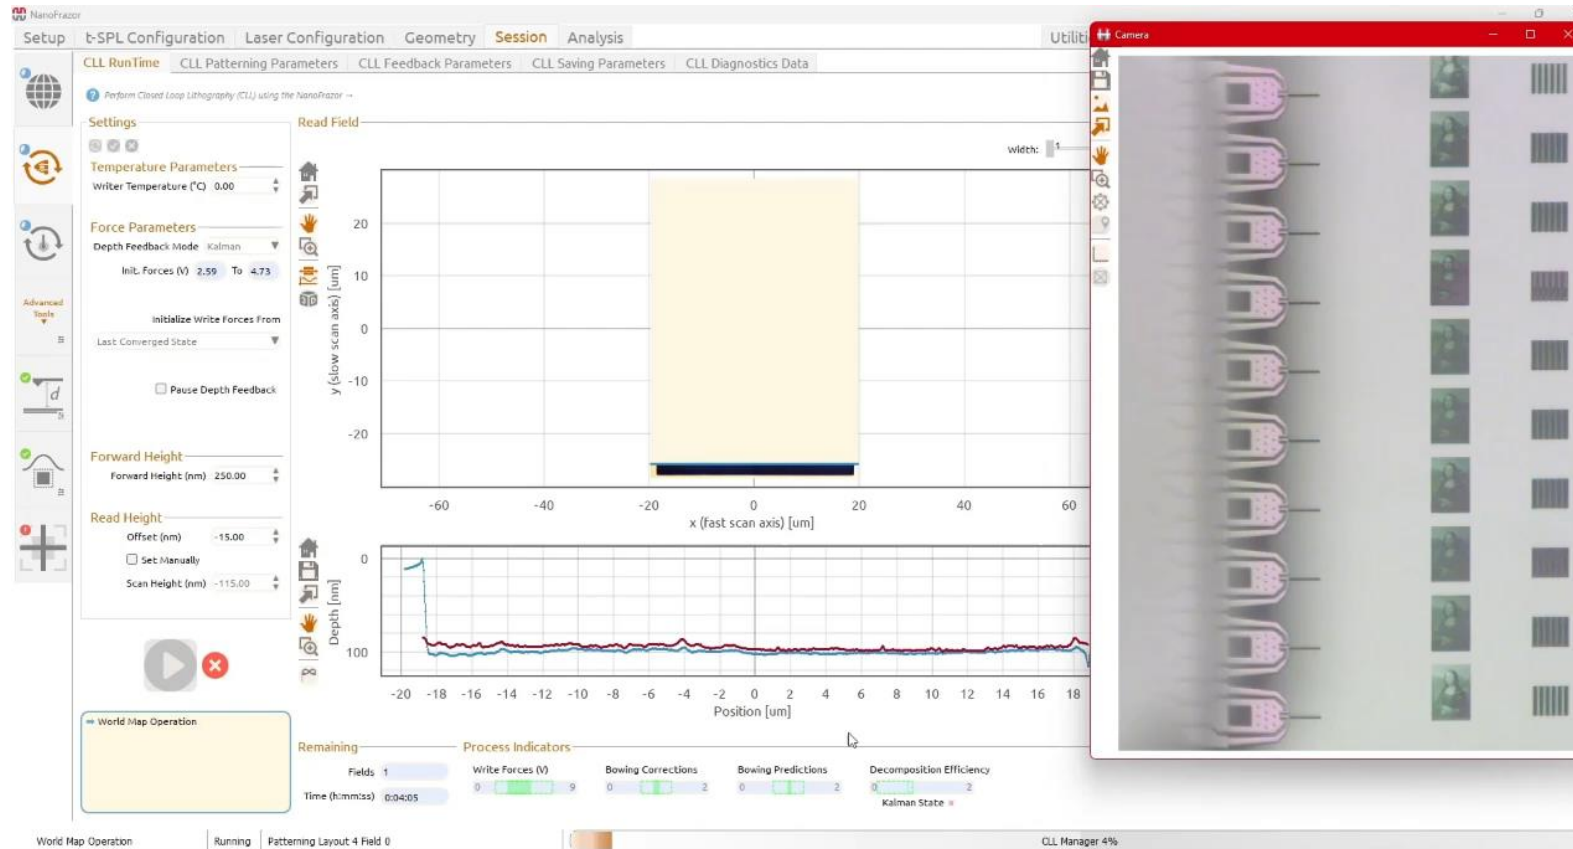 NanoFrazor
Setup t-SPL Configuration Laser Configuration Geometry Session Analysis
CLL RunTime CLL Patterning Parameters CLL Feedback Parameters CLL Saving Parameters CLL Diagnostics Data
Perform Closed Loop Lithography (CLL) using the NanoFrazor
Settings
Temperature Parameters
Writer Temperature (°C) 0.00
Force Parameters
Depth Feedback Mode Kalman
Init. Forces (V) 2.59 To 4.73
Initialize Write Forces From
Last Converged State
Pause Depth Feedback
Forward Height
Forward Height (nm) 250.00
Read Height
Offset (nm) -15.00
Set Manually
Scan Height (nm) -115.00
World Map Operation
Advanced
Tools
d
Read Field
Width: 1
3D
20
10
0
-10
-20
y (slow scan axis) [um]
-60 -40 -20 0 20 40 60
x (fast scan axis) [um]
0
100
Depth [nm]
-20 -18 -16 -14 -12 -10 -8 -6 -4 -2 0 2 4 6 8 10 12 14 16 18
Position [um]
Remaining
Fields 1
Time (h:mm:ss) 0:04:05
Process Indicators
Write Forces (V) Bowing Corrections Bowing Predictions Decomposition Efficiency
0 9 0 2 0 2 0 2
Kalman State
Camera
World Map Operation Running Patterning Layout 4 Field 0 CLL Manager 4%